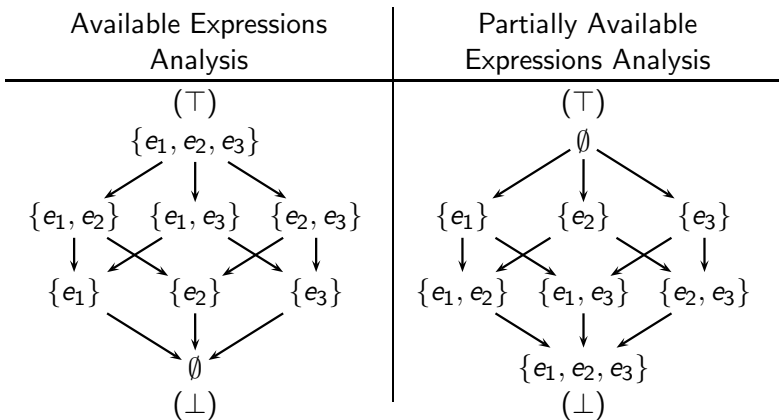 Available Expressions
Analysis
(⊤)
{e₁, e₂, e₃}
{e₁, e₂} {e₁, e₃} {e₂, e₃}
{e₁} {e₂} {e₃}
∅
(⊥)
Partially Available
Expressions Analysis
(⊤)
∅
{e₁} {e₂} {e₃}
{e₁, e₂} {e₁, e₃} {e₂, e₃}
{e₁, e₂, e₃}
(⊥)